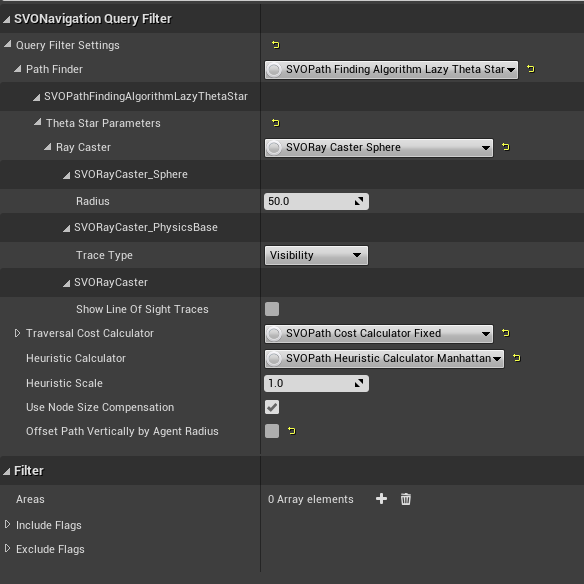 SVONavigation Query Filter
Query Filter Settings
Path Finder SVOPath Finding Algorithm Lazy Theta Star
SVOPathFindingAlgorithmLazyThetaStar
Theta Star Parameters
Ray Caster SVORay Caster Sphere
SVORayCaster_Sphere
Radius 50.0
SVORayCaster_PhysicsBase
Trace Type Visibility
SVORayCaster
Show Line Of Sight Traces
Traversal Cost Calculator SVOPath Cost Calculator Fixed
Heuristic Calculator SVOPath Heuristic Calculator Manhattan
Heuristic Scale 1.0
Use Node Size Compensation
Offset Path Vertically by Agent Radius
Filter
Areas 0 Array elements
Include Flags
Exclude Flags